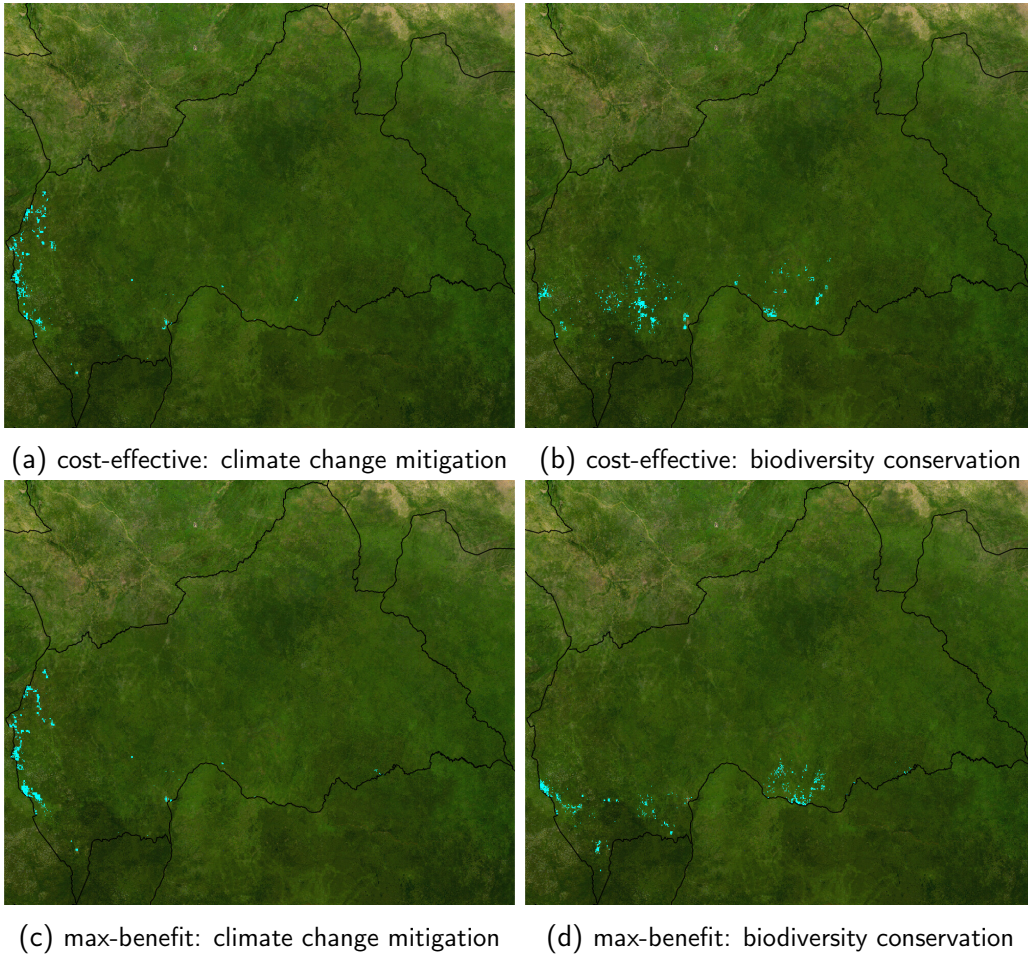 (a) cost-effective: climate change mitigation
(b) cost-effective: biodiversity conservation
(c) max-benefit: climate change mitigation
(d) max-benefit: biodiversity conservation